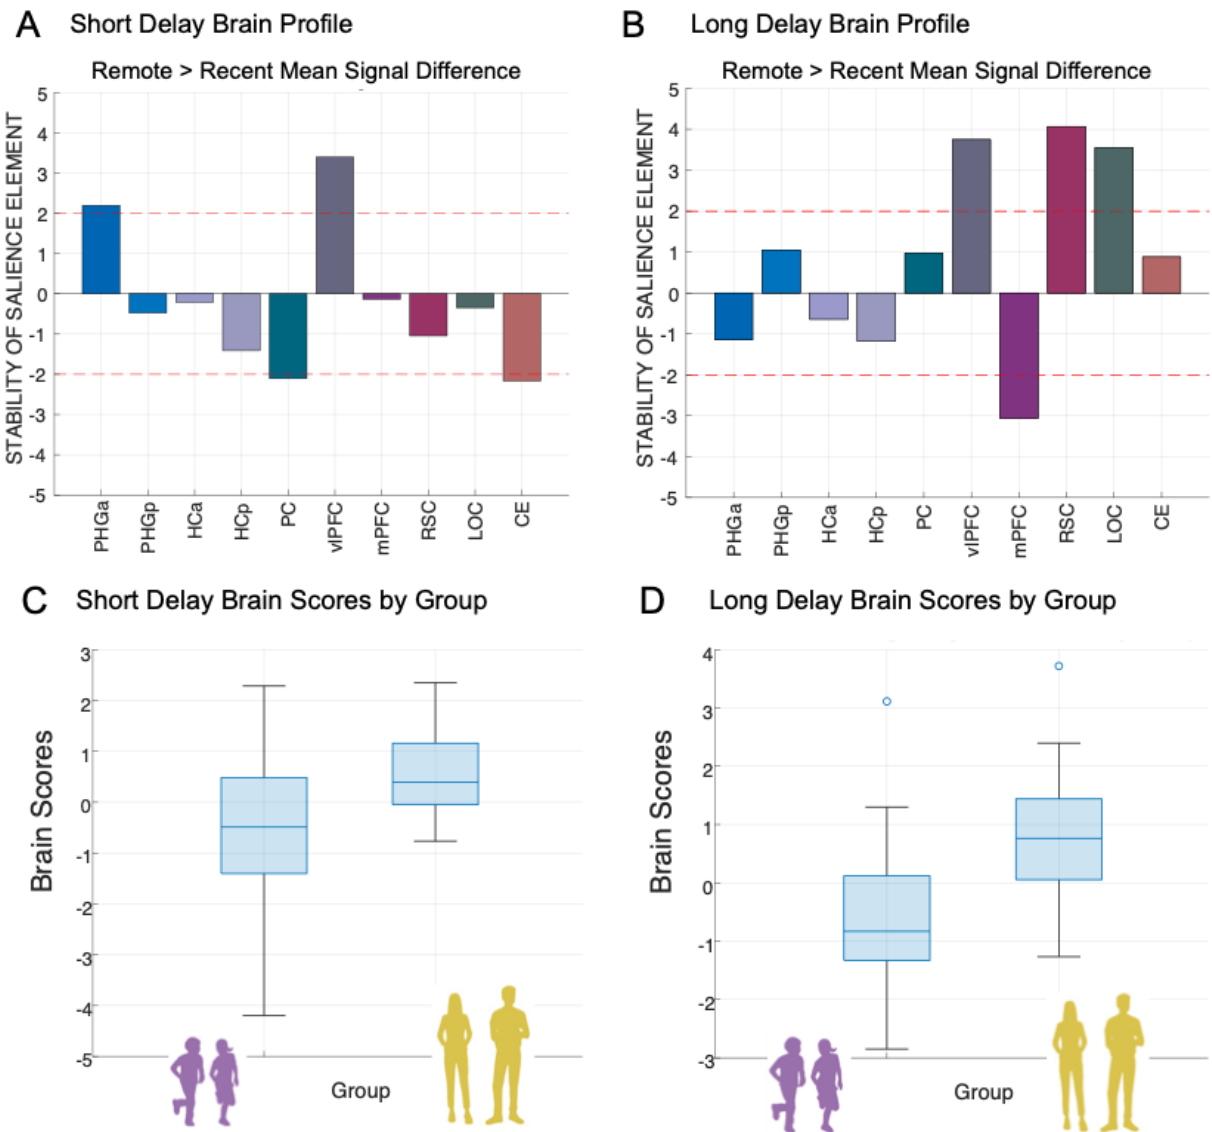 A Short Delay Brain Profile
Remote > Recent Mean Signal Difference
STABILITY OF SALIENCE ELEMENT
5
4
3
2
1
0
-1
-2
-3
-4
-5
PHGa
PHGp
HCa
HCp
PC
vlPFC
mPFC
RSC
LOC
CE
B Long Delay Brain Profile
Remote > Recent Mean Signal Difference
STABILITY OF SALIENCE ELEMENT
5
4
3
2
1
0
-1
-2
-3
-4
-5
PHGa
PHGp
HCa
HCp
PC
vlPFC
mPFC
RSC
LOC
CE
C Short Delay Brain Scores by Group
Brain Scores
3
2
1
0
-1
-2
-3
-4
-5
Group
D Long Delay Brain Scores by Group
Brain Scores
4
3
2
1
0
-1
-2
-3
Group